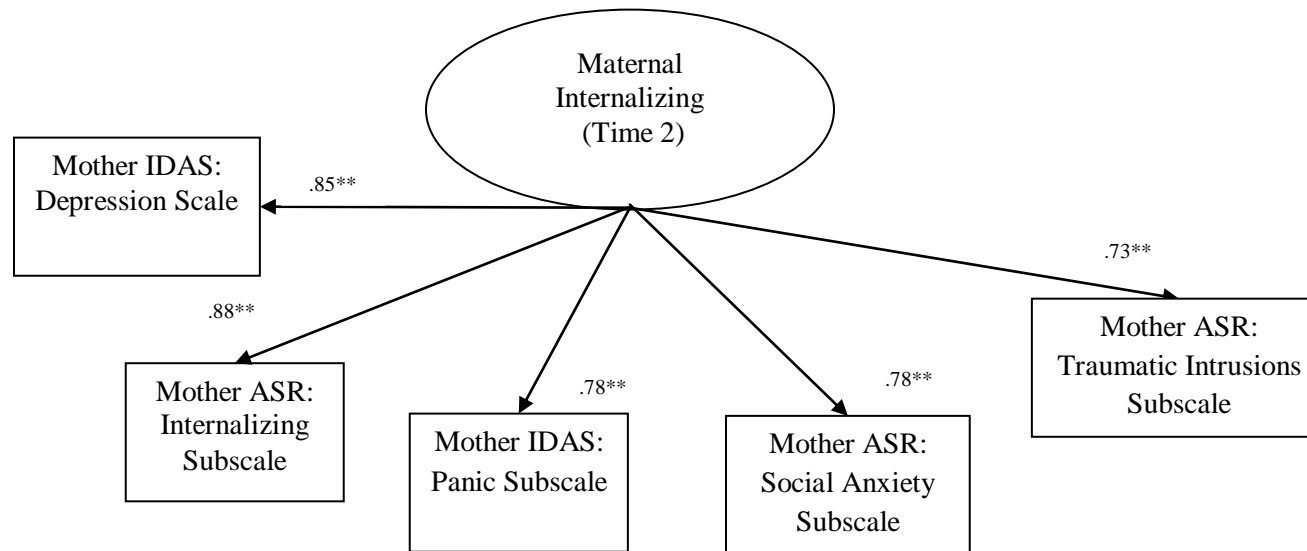 Maternal
Internalizing
(Time 2)
Mother IDAS:
Depression Scale
.85**
.88**
Mother ASR:
Internalizing
Subscale
.78**
Mother IDAS:
Panic Subscale
.78**
Mother ASR:
Social Anxiety
Subscale
.73**
Mother ASR:
Traumatic Intrusions
Subscale